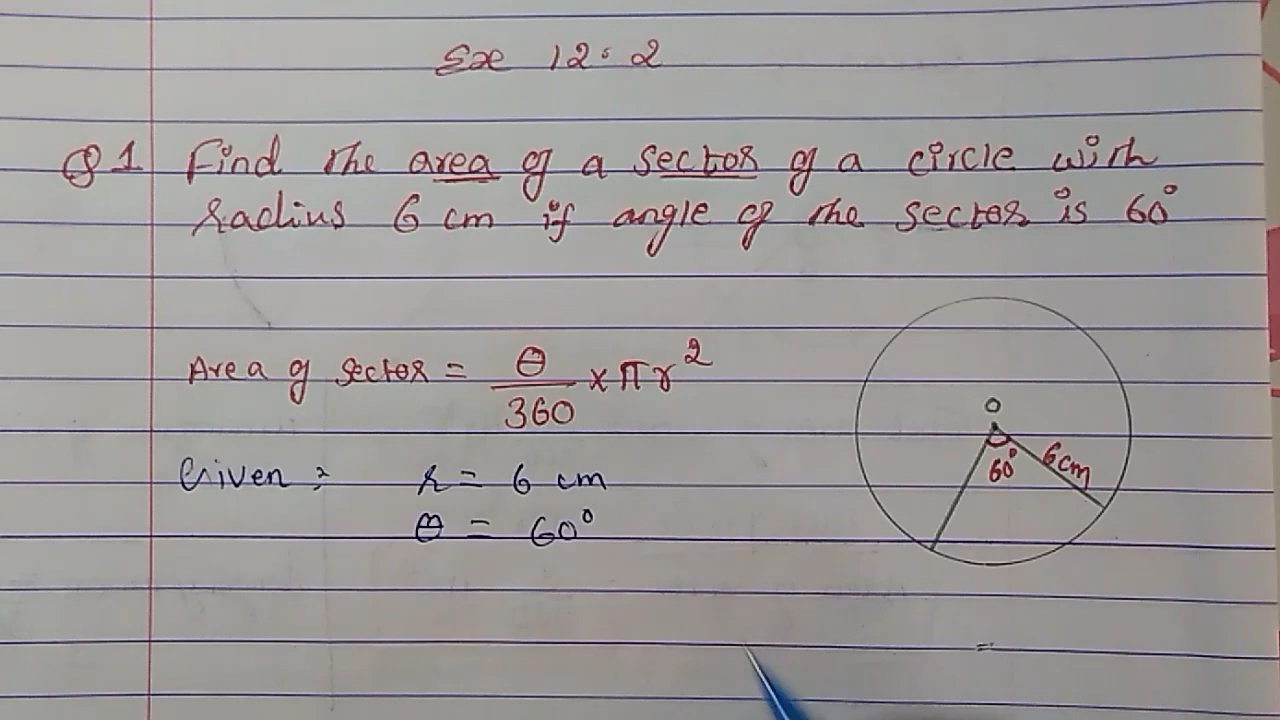 Ex 12.2
Q1 Find the area of a sector of a circle with
radius 6 cm if angle of the sector is 60°
Area of sector = θ/360 × πr²
Given : r = 6 cm
θ = 60°
O
60°
6cm
=